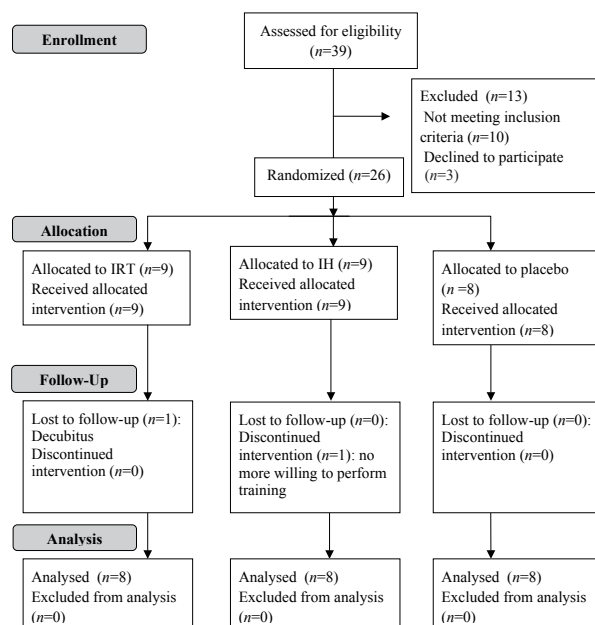 Enrollment
Assessed for eligibility
(n=39)
Excluded (n=13)
Not meeting inclusion
criteria (n=10)
Declined to participate
(n=3)
Randomized (n=26)
Allocation
Allocated to IRT (n=9)
Received allocated
intervention (n=9)
Allocated to IH (n=9)
Received allocated
intervention (n=9)
Allocated to placebo
(n =8)
Received allocated
intervention (n=8)
Follow-Up
Lost to follow-up (n=1):
Decubitus
Discontinued
intervention (n=0)
Lost to follow-up (n=0):
Discontinued
intervention (n=1): no
more willing to perform
training
Lost to follow-up (n=0):
Discontinued
intervention (n=0)
Analysis
Analysed (n=8)
Excluded from analysis
(n=0)
Analysed (n=8)
Excluded from analysis
(n=0)
Analysed (n=8)
Excluded from analysis
(n=0)